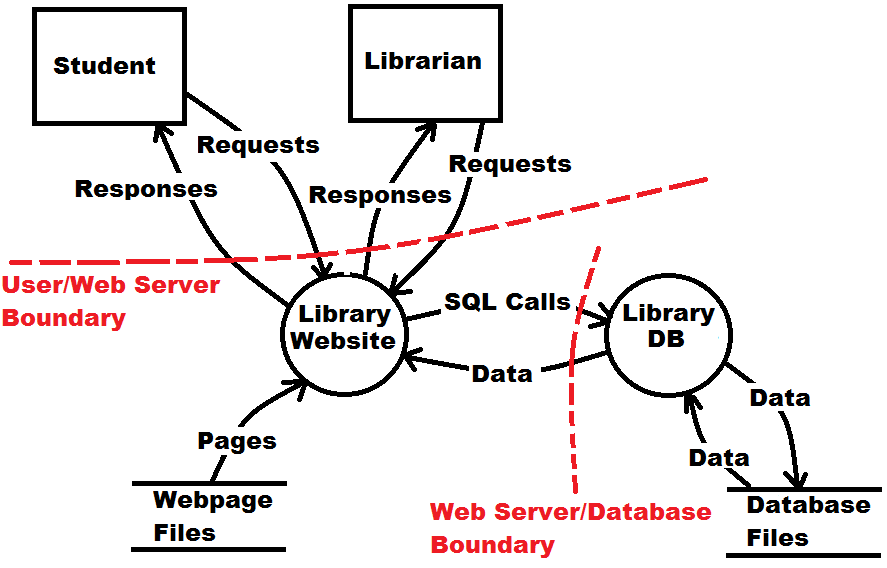 Student
Librarian
Requests
Responses
Requests
Responses
User/Web Server
Boundary
Library
Website
SQL Calls
Library
DB
Data
Data
Pages
Data
Webpage
Files
Web Server/Database
Boundary
Database
Files